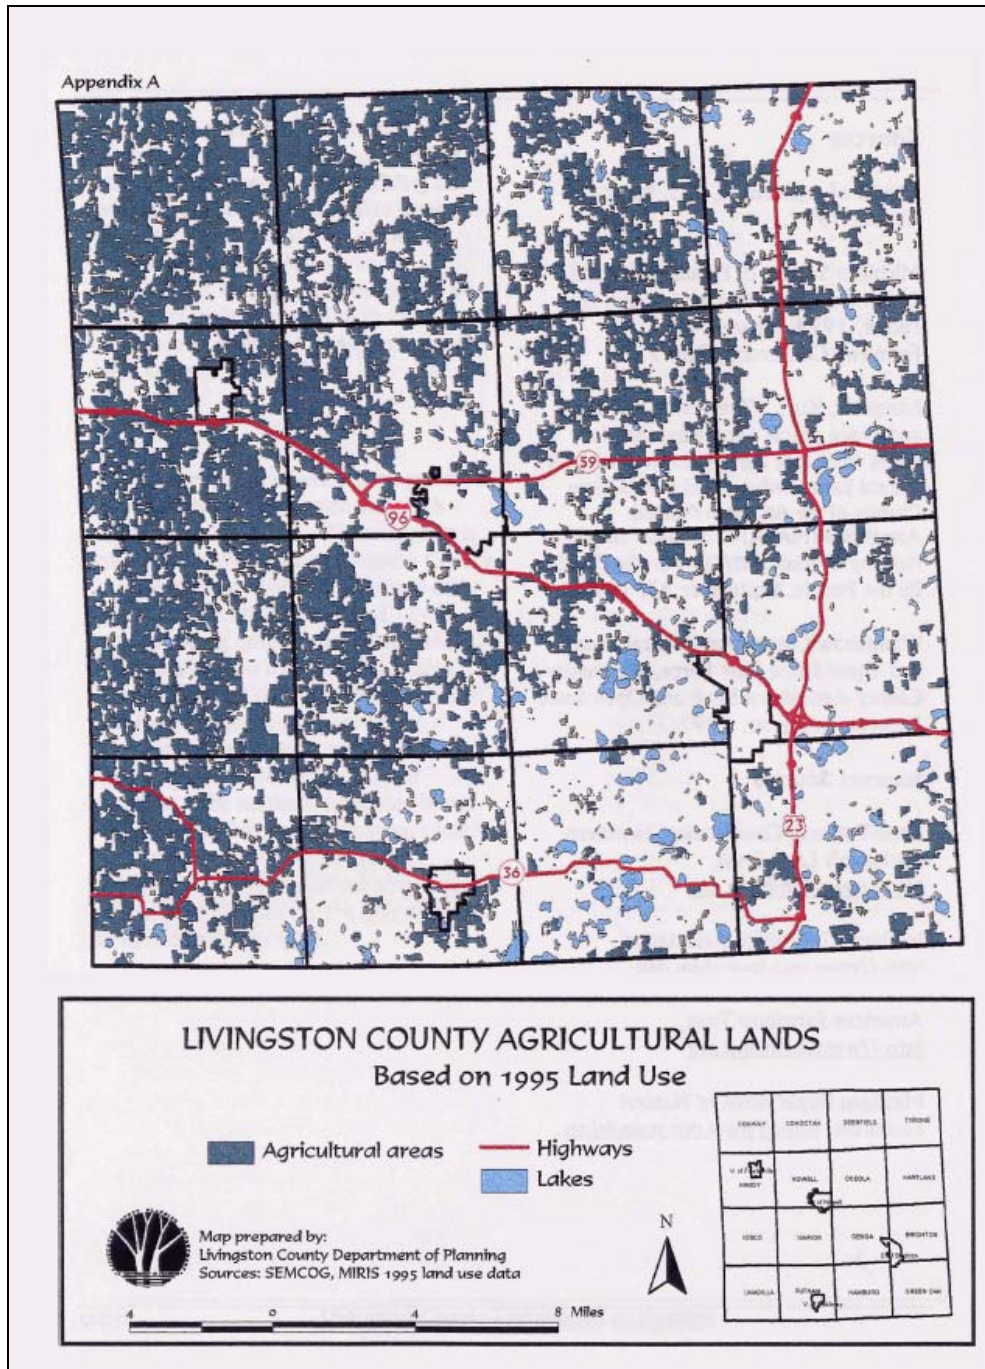 Appendix A
59
96
23
36
LIVINGSTON COUNTY AGRICULTURAL LANDS
Based on 1995 Land Use
Agricultural areas
Highways
Lakes
Map prepared by:
Livingston County Department of Planning
Sources: SEMCOG, MIRIS 1995 land use data
N
4 0 4 8 Miles
CONWAY COHOCTAH DEERFIELD TYRONE
HANDY HOWELL OCEOLA HARTLAND
IOSCO MARION GENOA BRIGHTON
UNADILLA PUTNAM HAMBURG GREEN OAK